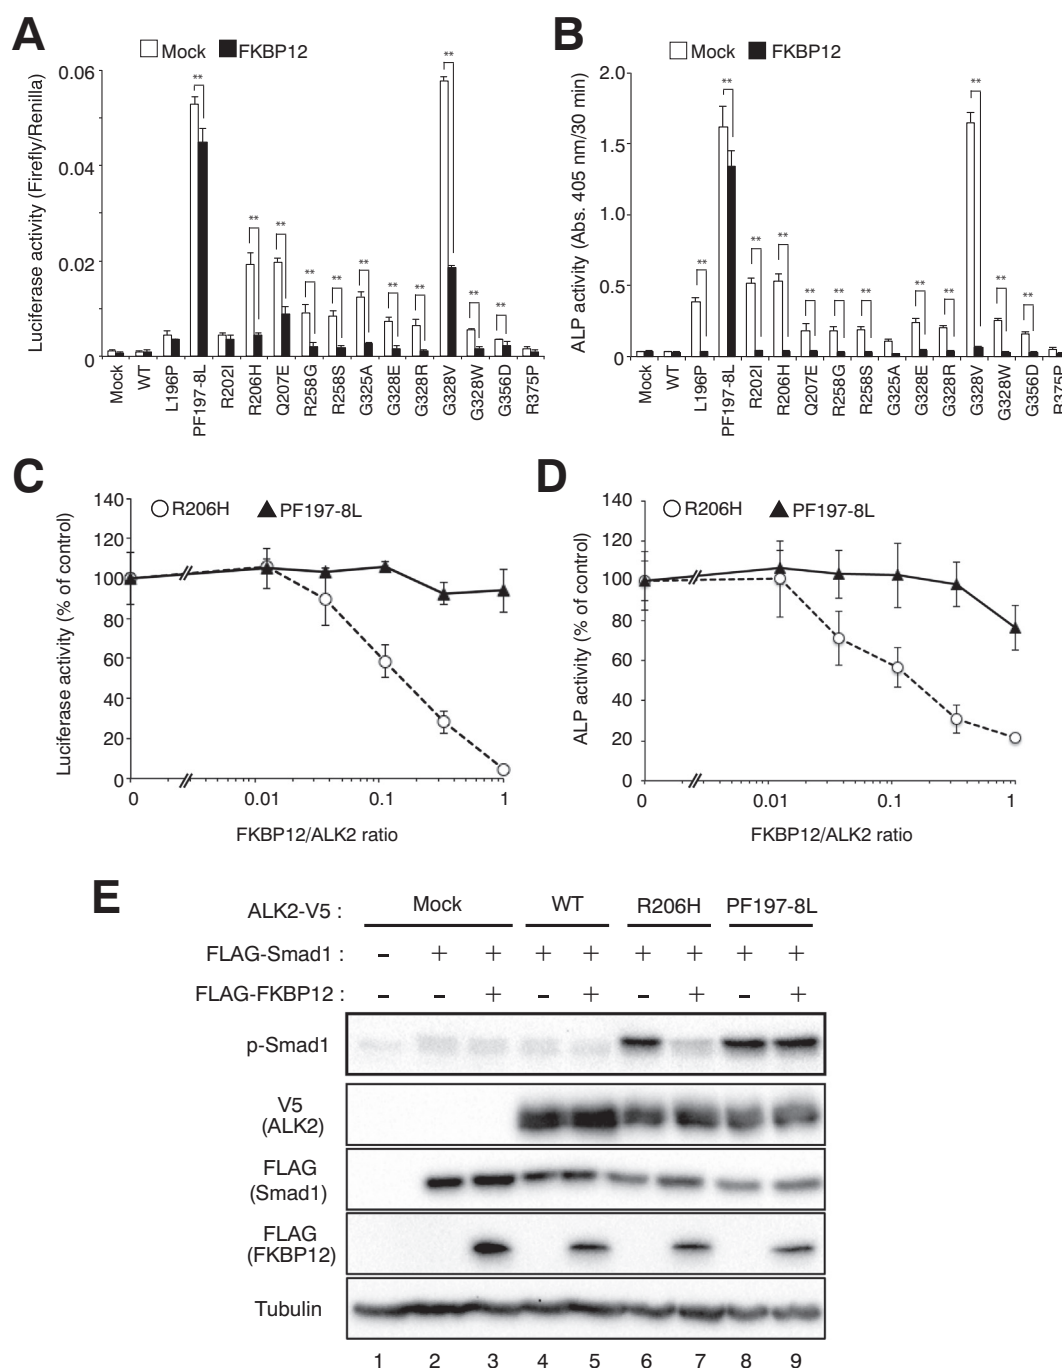 A
Mock FKBP12
Luciferase activity (Firefly/Renilla)
0.06
0.04
0.02
0
** ** ** ** ** ** ** ** ** ** **
Mock WT L196P PF197-8L R202I R206H Q207E R258G R258S G325A G328E G328R G328V G328W G356D R375P
B
Mock FKBP12
ALP activity (Abs. 405 nm/30 min)
2.0
1.5
1.0
0.5
0
** ** ** ** ** ** ** ** ** ** ** **
Mock WT L196P PF197-8L R202I R206H Q207E R258G R258S G325A G328E G328R G328V G328W G356D R375P
C
R206H PF197-8L
Luciferase activity (% of control)
140
120
100
80
60
40
20
0
0 0.01 0.1 1
FKBP12/ALK2 ratio
D
R206H PF197-8L
ALP activity (% of control)
140
120
100
80
60
40
20
0
0 0.01 0.1 1
FKBP12/ALK2 ratio
E
ALK2-V5 : Mock WT R206H PF197-8L
FLAG-Smad1 : – + + + + + + + +
FLAG-FKBP12 : – – + – + – + – +
p-Smad1
V5
(ALK2)
FLAG
(Smad1)
FLAG
(FKBP12)
Tubulin
1 2 3 4 5 6 7 8 9